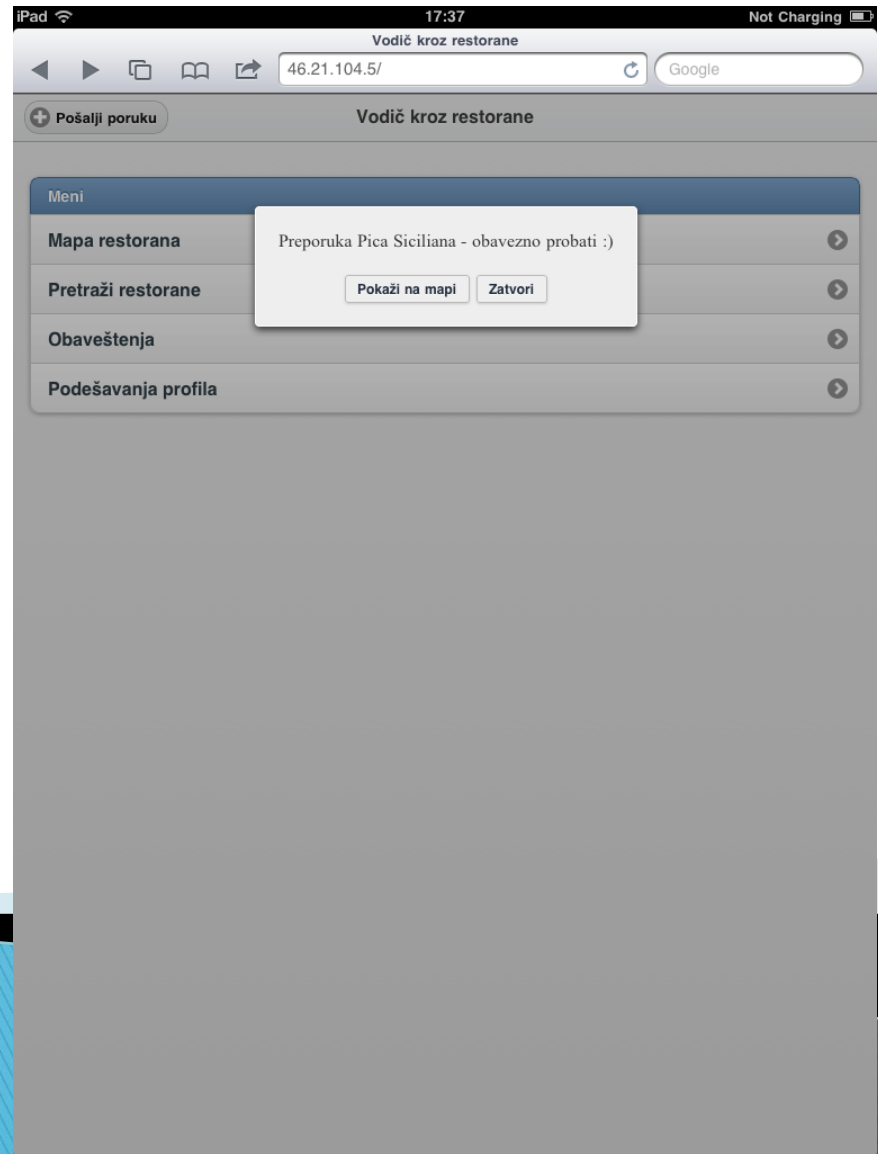 iPad 17:37 Not Charging
Vodič kroz restorane
46.21.104.5/ Google
Pošalji poruku Vodič kroz restorane
Meni
Mapa restorana
Preporuka Pica Siciliana - obavezno probati :)
Pretraži restorane
Pokaži na mapi Zatvori
Obaveštenja
Podešavanja profila